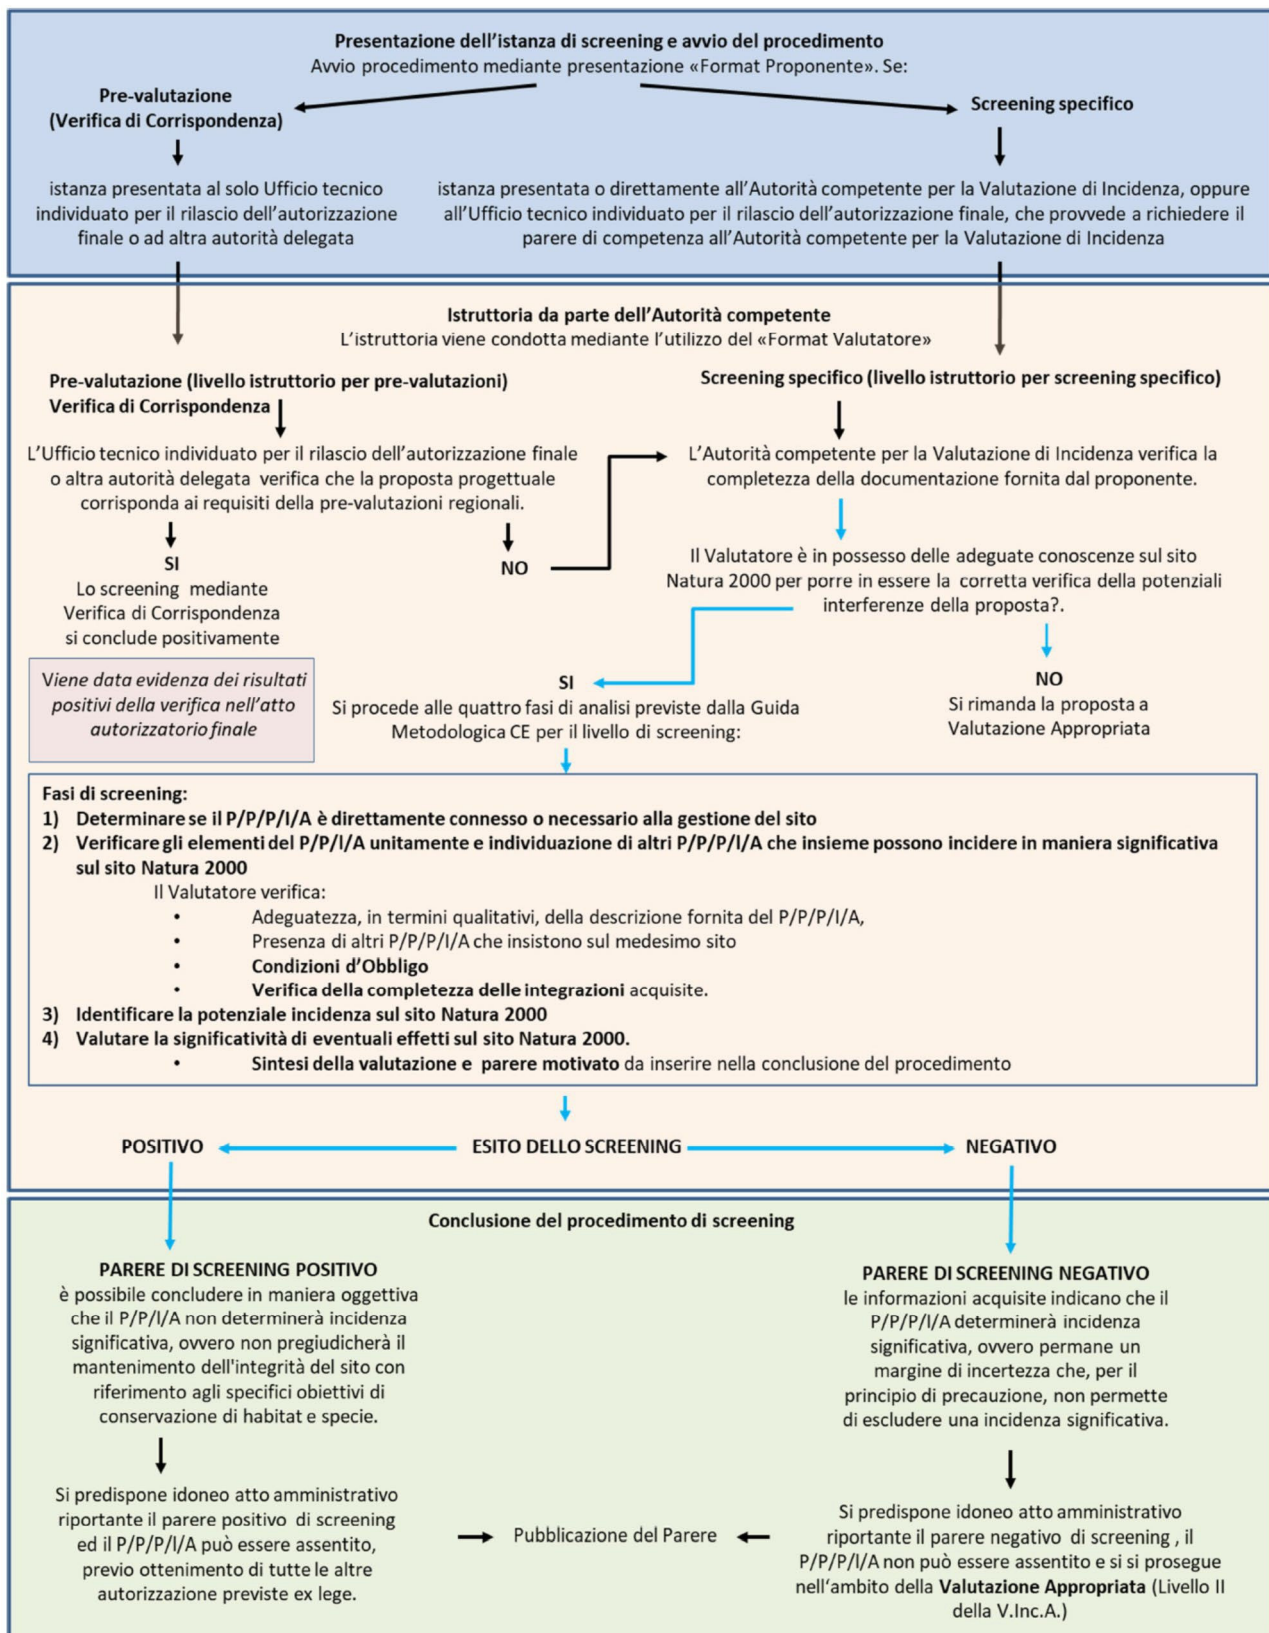 Presentazione dell'istanza di screening e avvio del procedimento
Avvio procedimento mediante presentazione «Format Proponente». Se:
Pre-valutazione
(Verifica di Corrispondenza)
Screening specifico
istanza presentata al solo Ufficio tecnico
individuato per il rilascio dell'autorizzazione
finale o ad altra autorità delegata
istanza presentata o direttamente all'Autorità competente per la Valutazione di Incidenza, oppure
all'Ufficio tecnico individuato per il rilascio dell'autorizzazione finale, che provvede a richiedere il
parere di competenza all'Autorità competente per la Valutazione di Incidenza
Istruttoria da parte dell'Autorità competente
L'istruttoria viene condotta mediante l'utilizzo del «Format Valutatore»
Pre-valutazione (livello istruttorio per pre-valutazioni)
Verifica di Corrispondenza
Screening specifico (livello istruttorio per screening specifico)
L'Ufficio tecnico individuato per il rilascio dell'autorizzazione finale
o altra autorità delegata verifica che la proposta progettuale
corrisponda ai requisiti della pre-valutazioni regionali.
L'Autorità competente per la Valutazione di Incidenza verifica la
completezza della documentazione fornita dal proponente.
SI
NO
Lo screening mediante
Verifica di Corrispondenza
si conclude positivamente
Il Valutatore è in possesso delle adeguate conoscenze sul sito
Natura 2000 per porre in essere la corretta verifica della potenziali
interferenze della proposta?.
Viene data evidenza dei risultati
positivi della verifica nell'atto
autorizzatorio finale
SI
Si procede alle quattro fasi di analisi previste dalla Guida
Metodologica CE per il livello di screening:
NO
Si rimanda la proposta a
Valutazione Appropriata
Fasi di screening:
1) Determinare se il P/P/P/I/A è direttamente connesso o necessario alla gestione del sito
2) Verificare gli elementi del P/P/I/A unitamente e individuazione di altri P/P/P/I/A che insieme possono incidere in maniera significativa
sul sito Natura 2000
Il Valutatore verifica:
• Adeguatezza, in termini qualitativi, della descrizione fornita del P/P/P/I/A,
• Presenza di altri P/P/P/I/A che insistono sul medesimo sito
• Condizioni d'Obbligo
• Verifica della completezza delle integrazioni acquisite.
3) Identificare la potenziale incidenza sul sito Natura 2000
4) Valutare la significatività di eventuali effetti sul sito Natura 2000.
• Sintesi della valutazione e parere motivato da inserire nella conclusione del procedimento
POSITIVO
ESITO DELLO SCREENING
NEGATIVO
Conclusione del procedimento di screening
PARERE DI SCREENING POSITIVO
è possibile concludere in maniera oggettiva
che il P/P/I/A non determinerà incidenza
significativa, ovvero non pregiudicherà il
mantenimento dell'integrità del sito con
riferimento agli specifici obiettivi di
conservazione di habitat e specie.
PARERE DI SCREENING NEGATIVO
le informazioni acquisite indicano che il
P/P/P/I/A determinerà incidenza
significativa, ovvero permane un
margine di incertezza che, per il
principio di precauzione, non permette
di escludere una incidenza significativa.
Si predispone idoneo atto amministrativo
riportante il parere positivo di screening
ed il P/P/P/I/A può essere assentito,
previo ottenimento di tutte le altre
autorizzazione previste ex lege.
Pubblicazione del Parere
Si predispone idoneo atto amministrativo
riportante il parere negativo di screening , il
P/P/P/I/A non può essere assentito e si si prosegue
nell'ambito della Valutazione Appropriata (Livello II
della V.Inc.A.)